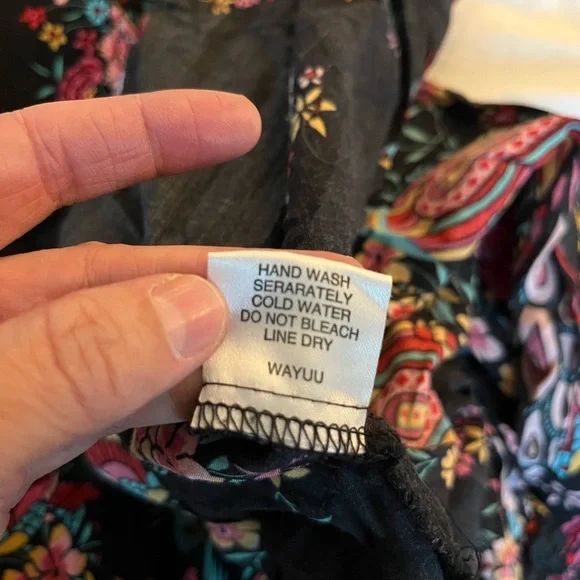 HAND WASH
SERARATELY
COLD WATER
DO NOT BLEACH
LINE DRY
WAYUU